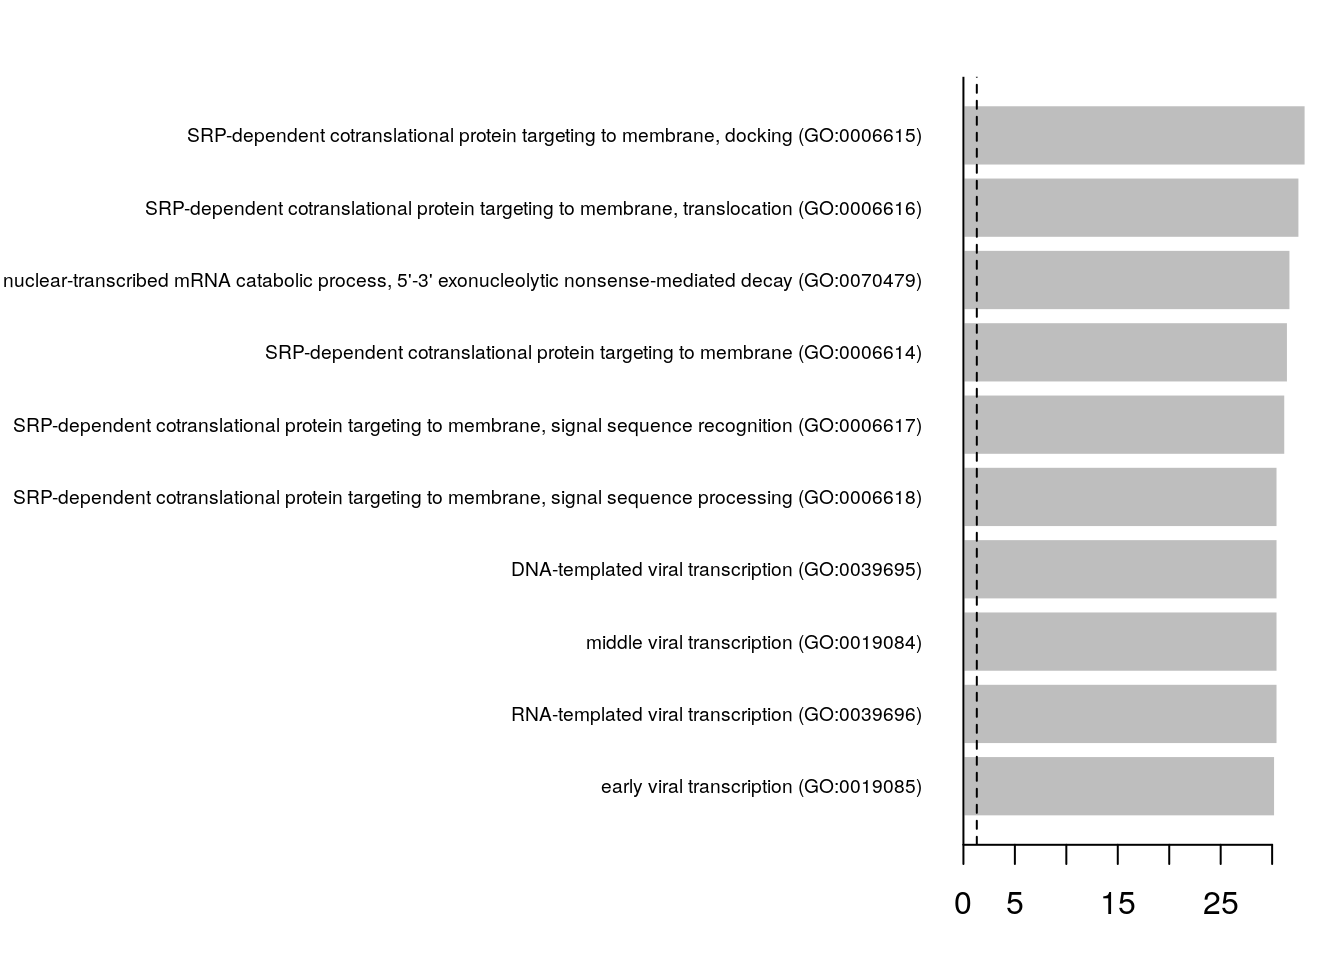 SRP-dependent cotranslational protein targeting to membrane, docking (GO:0006615)
SRP-dependent cotranslational protein targeting to membrane, translocation (GO:0006616)
nuclear-transcribed mRNA catabolic process, 5'-3' exonucleolytic nonsense-mediated decay (GO:0070479)
SRP-dependent cotranslational protein targeting to membrane (GO:0006614)
SRP-dependent cotranslational protein targeting to membrane, signal sequence recognition (GO:0006617)
SRP-dependent cotranslational protein targeting to membrane, signal sequence processing (GO:0006618)
DNA-templated viral transcription (GO:0039695)
middle viral transcription (GO:0019084)
RNA-templated viral transcription (GO:0039696)
early viral transcription (GO:0019085)
0 5 15 25